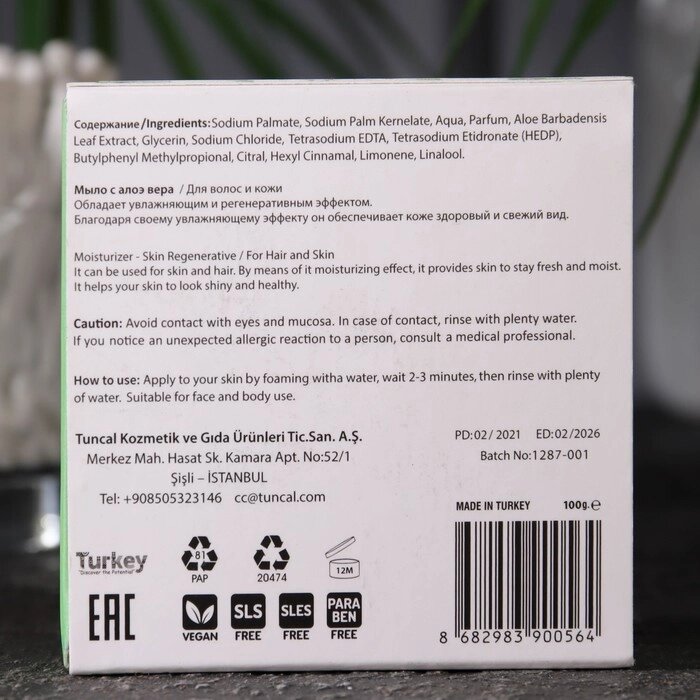 Содержание/Ingredients:Sodium Palmate, Sodium Palm Kernelate, Aqua, Parfum, Aloe Barbadensis
Leaf Extract, Glycerin, Sodium Chloride, Tetrasodium EDTA, Tetrasodium Etidronate (HEDP),
Butylphenyl Methylpropional, Citral, Hexyl Cinnamal, Limonene, Linalool.
Мыло с алоэ вера / Для волос и кожи
Обладает увлажняющим и регенеративным эффектом.
Благодаря своему увлажняющему эффекту он обеспечивает коже здоровый и свежий вид.
Moisturizer - Skin Regenerative / For Hair and Skin
It can be used for skin and hair. By means of it moisturizing effect, it provides skin to stay fresh and moist.
It helps your skin to look shiny and healthy.
Caution: Avoid contact with eyes and mucosa. In case of contact, rinse with plenty water.
If you notice an unexpected allergic reaction to a person, consult a medical professional.
How to use: Apply to your skin by foaming witha water, wait 2-3 minutes, then rinse with plenty
of water. Suitable for face and body use.
Tuncal Kozmetik ve Gıda Ürünleri Tic.San. A.Ş.
Merkez Mah. Hasat Sk. Kamara Apt. No:52/1
Şişli – İSTANBUL
Tel: +908505323146 cc@tuncal.com
PD:02/ 2021 ED:02/2026
Batch No:1287-001
MADE IN TURKEY 100g.℮
Turkey
"Discover the Potential"
81
PAP
20474
12M
EAC
VEGAN
SLS
FREE
SLES
FREE
PARA
BEN
FREE
8 682983 900564